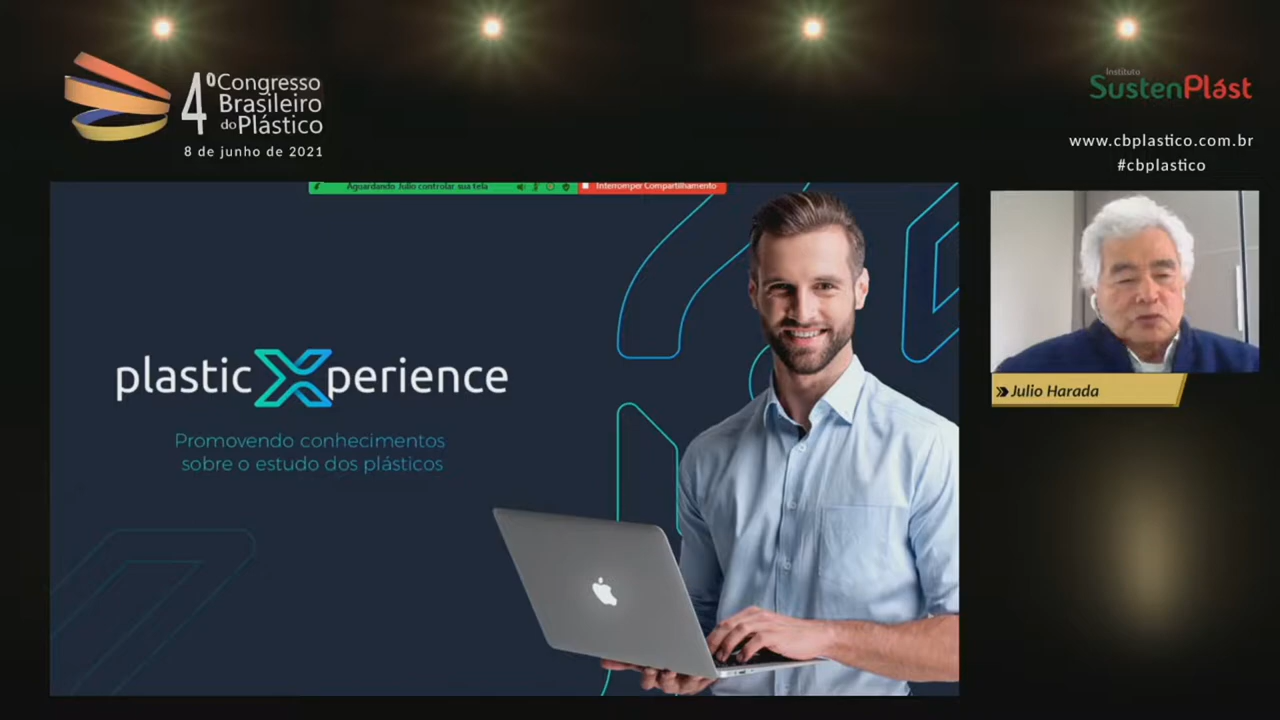 4º Congresso
Brasileiro
do Plástico
8 de junho de 2021
Instituto
SustenPlást
www.cbplastico.com.br
#cbplastico
Aguardando Julio controlar sua tela
Interromper Compartilhamento
plasticXperience
Promovendo conhecimentos
sobre o estudo dos plásticos
Julio Harada